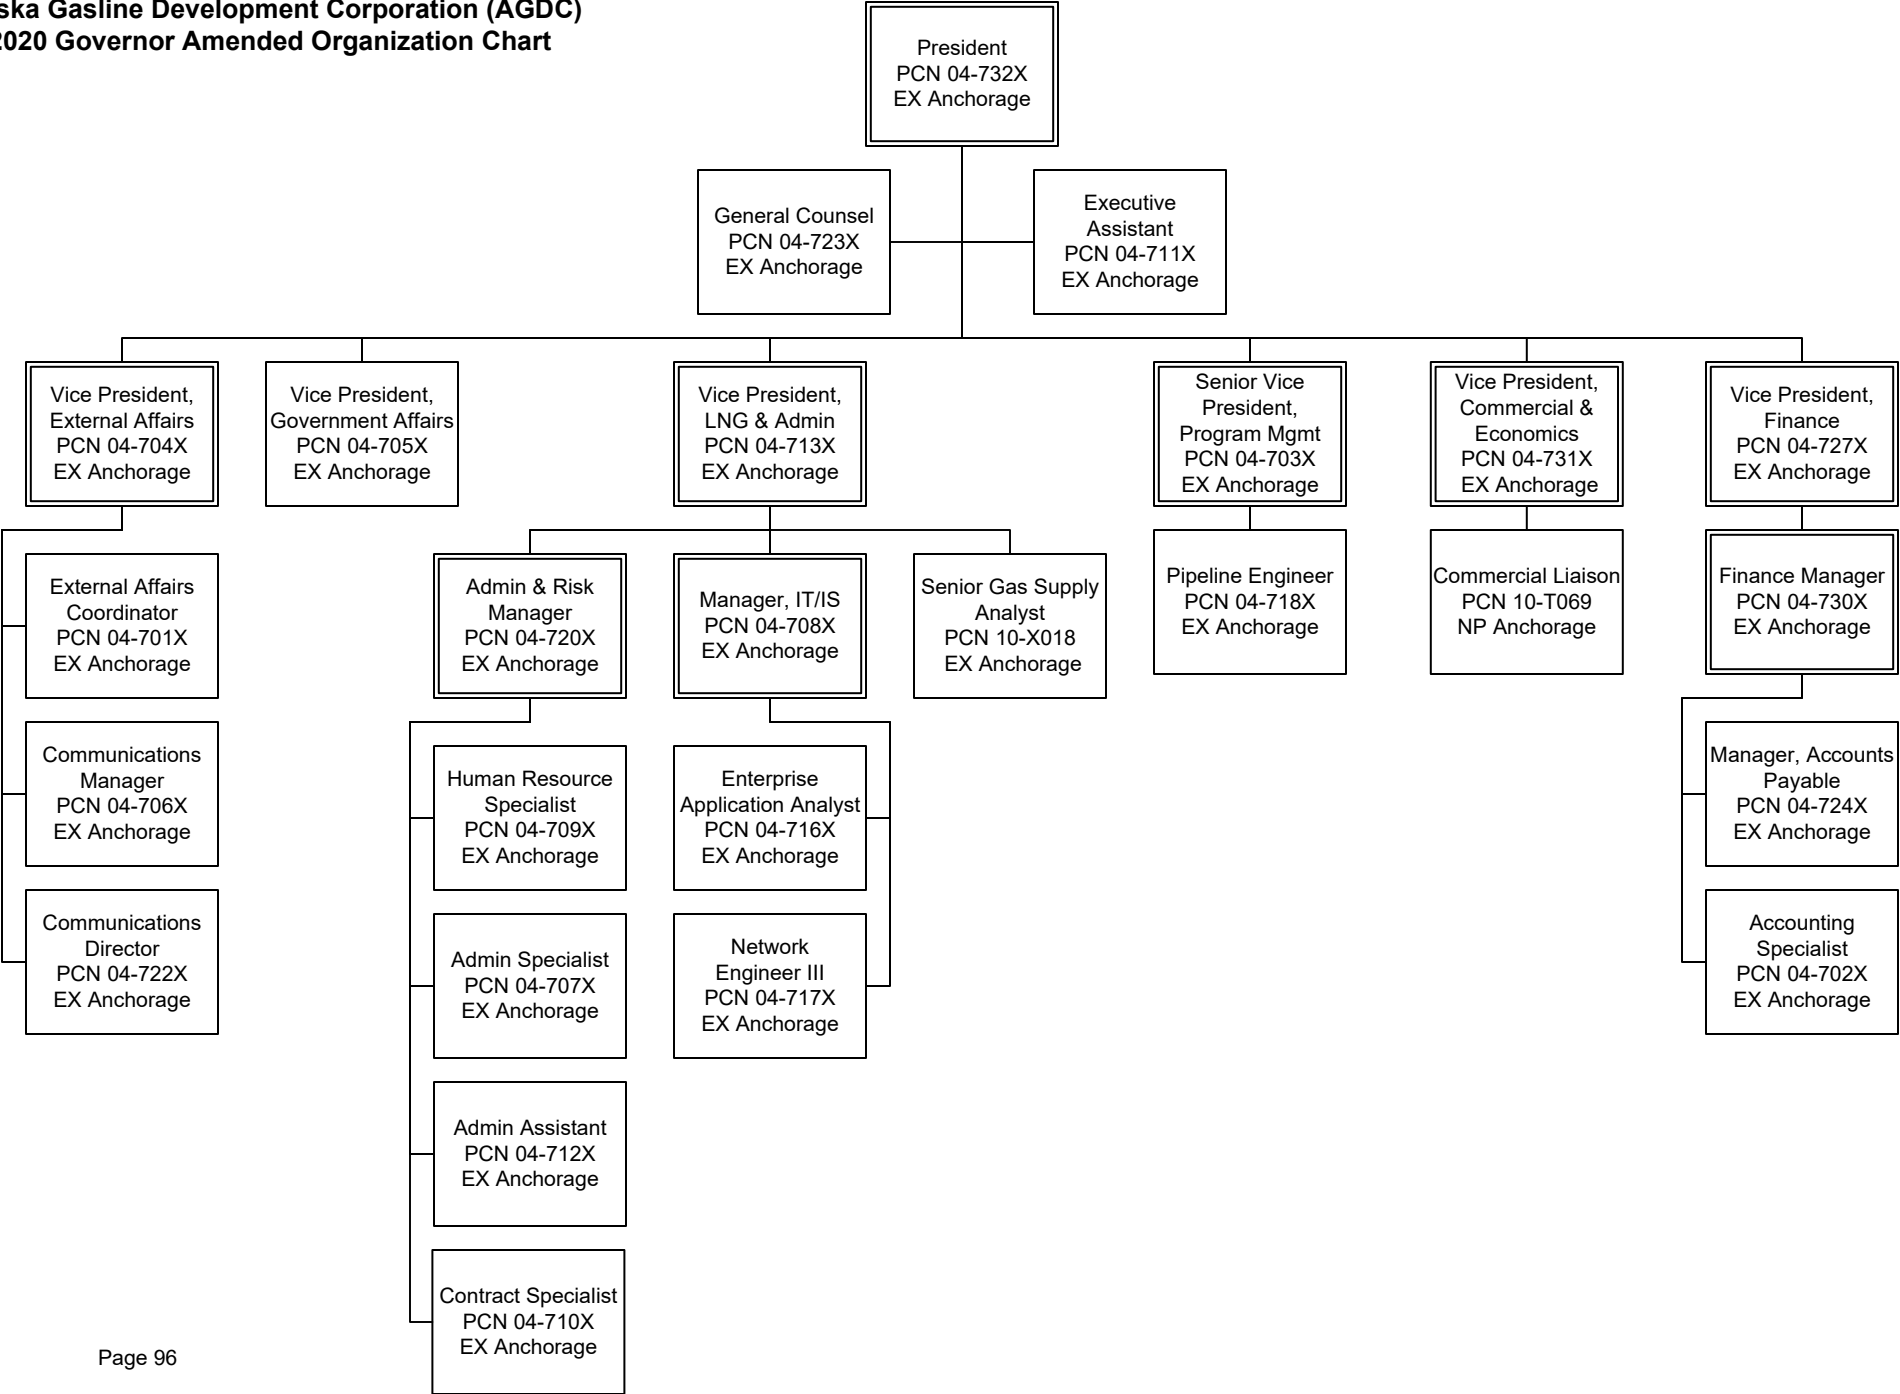 ska Gasline Development Corporation (AGDC)
2020 Governor Amended Organization Chart
President
PCN 04-732X
EX Anchorage
General Counsel
PCN 04-723X
EX Anchorage
Executive
Assistant
PCN 04-711X
EX Anchorage
Vice President,
External Affairs
PCN 04-704X
EX Anchorage
Vice President,
Government Affairs
PCN 04-705X
EX Anchorage
Vice President,
LNG & Admin
PCN 04-713X
EX Anchorage
Senior Vice
President,
Program Mgmt
PCN 04-703X
EX Anchorage
Vice President,
Commercial &
Economics
PCN 04-731X
EX Anchorage
Vice President,
Finance
PCN 04-727X
EX Anchorage
External Affairs
Coordinator
PCN 04-701X
EX Anchorage
Admin & Risk
Manager
PCN 04-720X
EX Anchorage
Manager, IT/IS
PCN 04-708X
EX Anchorage
Senior Gas Supply
Analyst
PCN 10-X018
EX Anchorage
Pipeline Engineer
PCN 04-718X
EX Anchorage
Commercial Liaison
PCN 10-T069
NP Anchorage
Finance Manager
PCN 04-730X
EX Anchorage
Communications
Manager
PCN 04-706X
EX Anchorage
Human Resource
Specialist
PCN 04-709X
EX Anchorage
Enterprise
Application Analyst
PCN 04-716X
EX Anchorage
Manager, Accounts
Payable
PCN 04-724X
EX Anchorage
Communications
Director
PCN 04-722X
EX Anchorage
Admin Specialist
PCN 04-707X
EX Anchorage
Network
Engineer III
PCN 04-717X
EX Anchorage
Accounting
Specialist
PCN 04-702X
EX Anchorage
Admin Assistant
PCN 04-712X
EX Anchorage
Contract Specialist
PCN 04-710X
EX Anchorage
Page 96